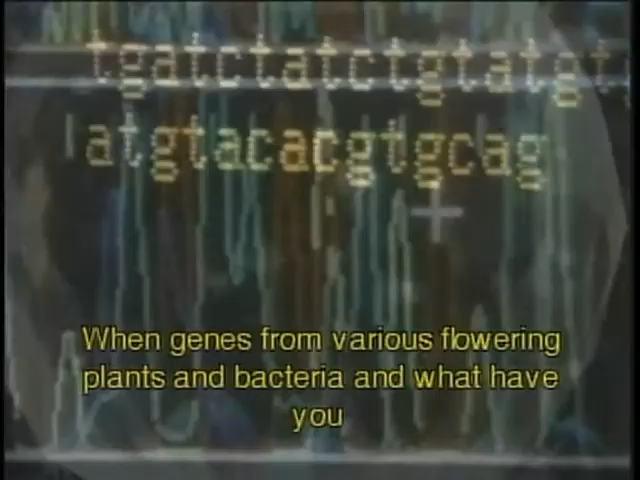 tgatctatctgtatgt
atgtacacgtgcag
When genes from various flowering
plants and bacteria and what have
you